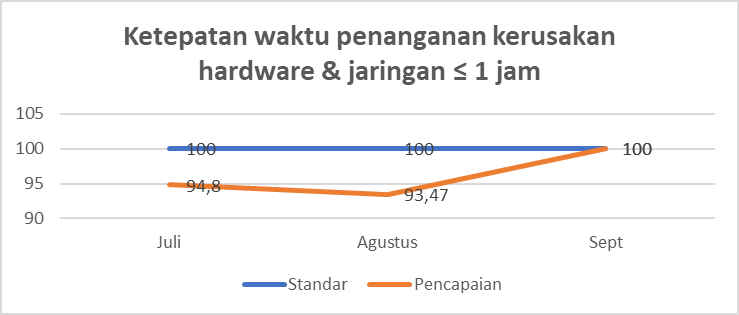 Ketepatan waktu penanganan kerusakan
hardware & jaringan ≤ 1 jam
105
100
95
90
100
100
100
94,8
93,47
100
Juli
Agustus
Sept
Standar
Pencapaian